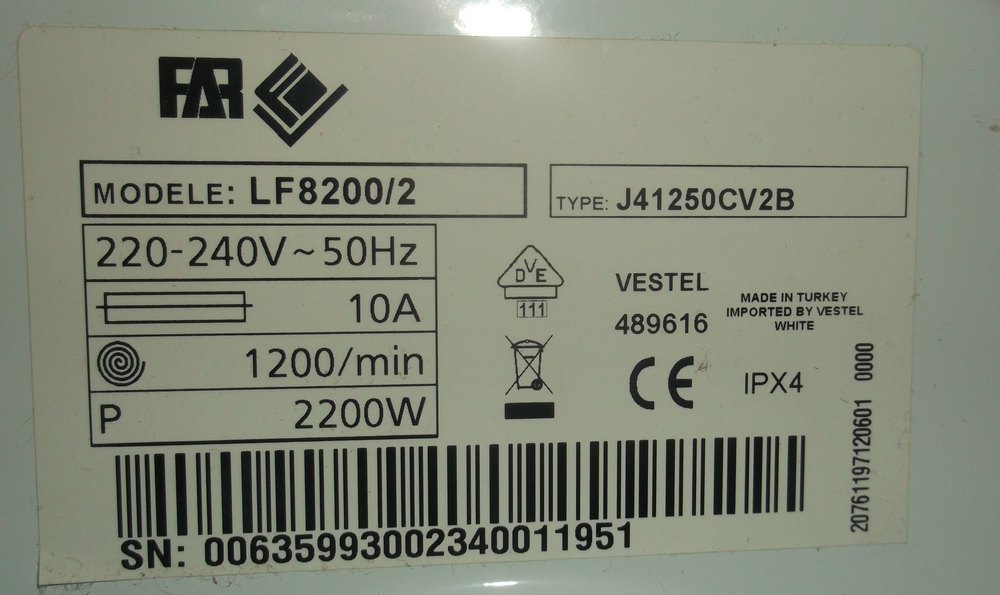 FAR
MODELE: LF8200/2
TYPE: J41250CV2B
220-240V~50Hz
10A
1200/min
P 2200W
DVE
111
VESTEL
489616
MADE IN TURKEY
IMPORTED BY VESTEL
WHITE
CE
IPX4
20761197120601 0000
SN: 00635993002340011951